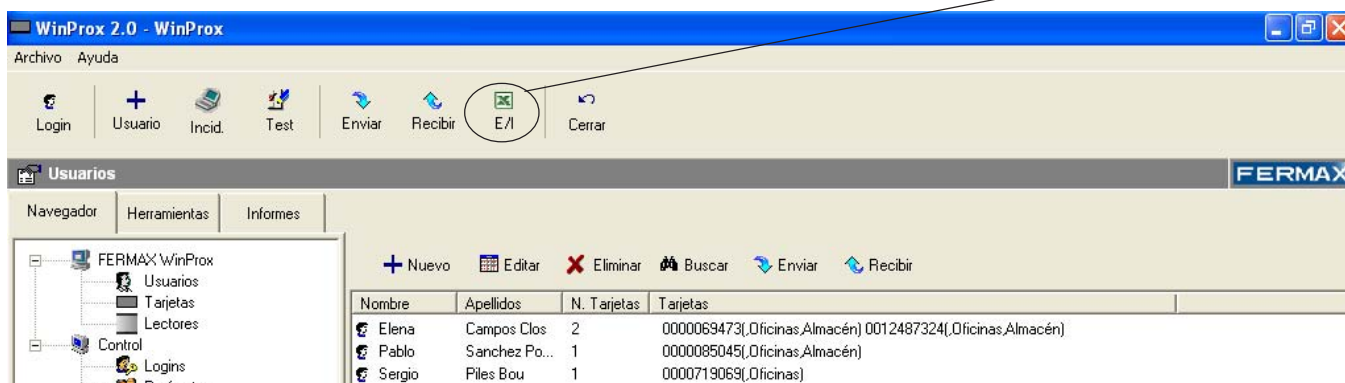 WinProx 2.0 - WinProx
Archivo Ayuda
Login Usuario Incid. Test Enviar Recibir E/I Cerrar
Usuarios FERMAX
Navegador Herramientas Informes
FERMAX WinProx
Usuarios
Tarjetas
Lectores
Control
Logins
Nuevo Editar Eliminar Buscar Enviar Recibir
Nombre Apellidos N. Tarjetas Tarjetas
Elena Campos Clos 2 0000069473(,Oficinas,Almacén) 0012487324(,Oficinas,Almacén)
Pablo Sanchez Po... 1 0000085045(,Oficinas,Almacén)
Sergio Piles Bou 1 0000719069(,Oficinas)